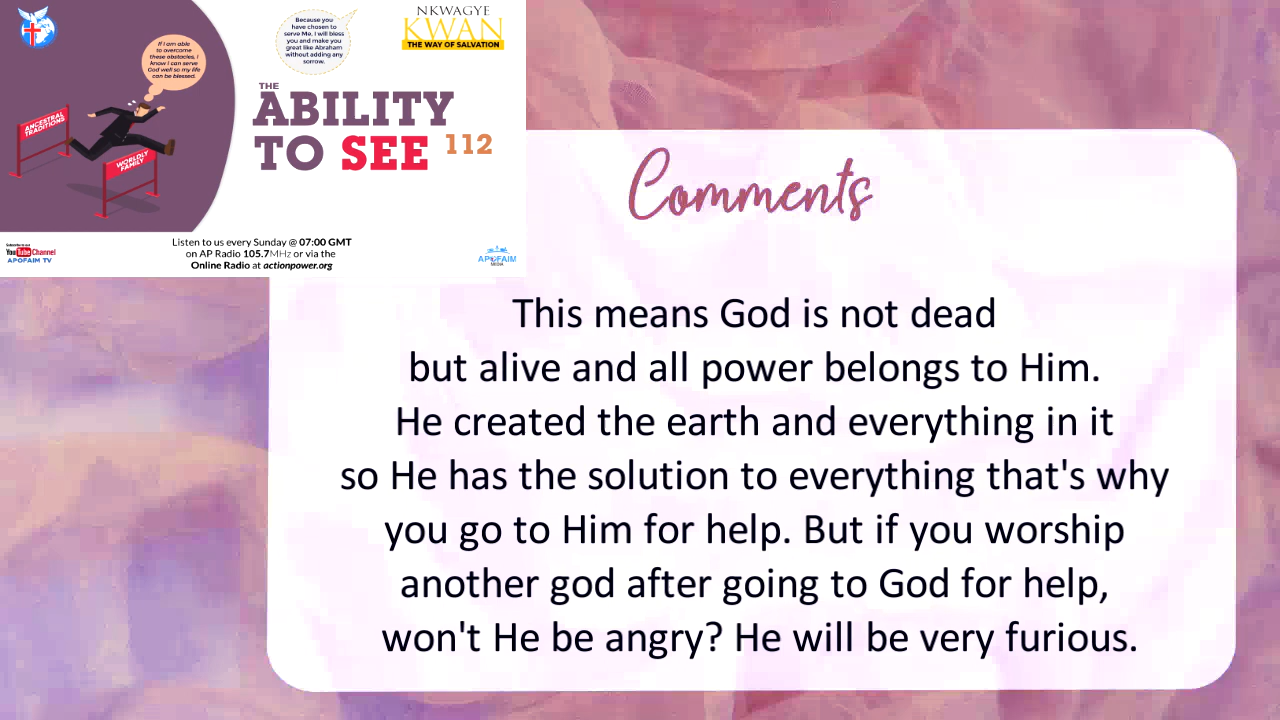 If I am able
to overcome
these obstacles, I
know I can serve
God well so my life
can be blessed.
ANCESTRAL
TRADITIONS
WORLDLY
FAMILY
Because you
have chosen to
serve Me, I will bless
you and make you
great like Abraham
without adding any
sorrow.
NKWAGYE
KWAN
THE WAY OF SALVATION
THE
ABILITY
TO SEE 112
Subscribe to our
YouTube Channel
APOFAIM TV
Listen to us every Sunday @ 07:00 GMT
on AP Radio 105.7MHz or via the
Online Radio at actionpower.org
APOFAIM
MEDIA
Comments
This means God is not dead
but alive and all power belongs to Him.
He created the earth and everything in it
so He has the solution to everything that's why
you go to Him for help. But if you worship
another god after going to God for help,
won't He be angry? He will be very furious.